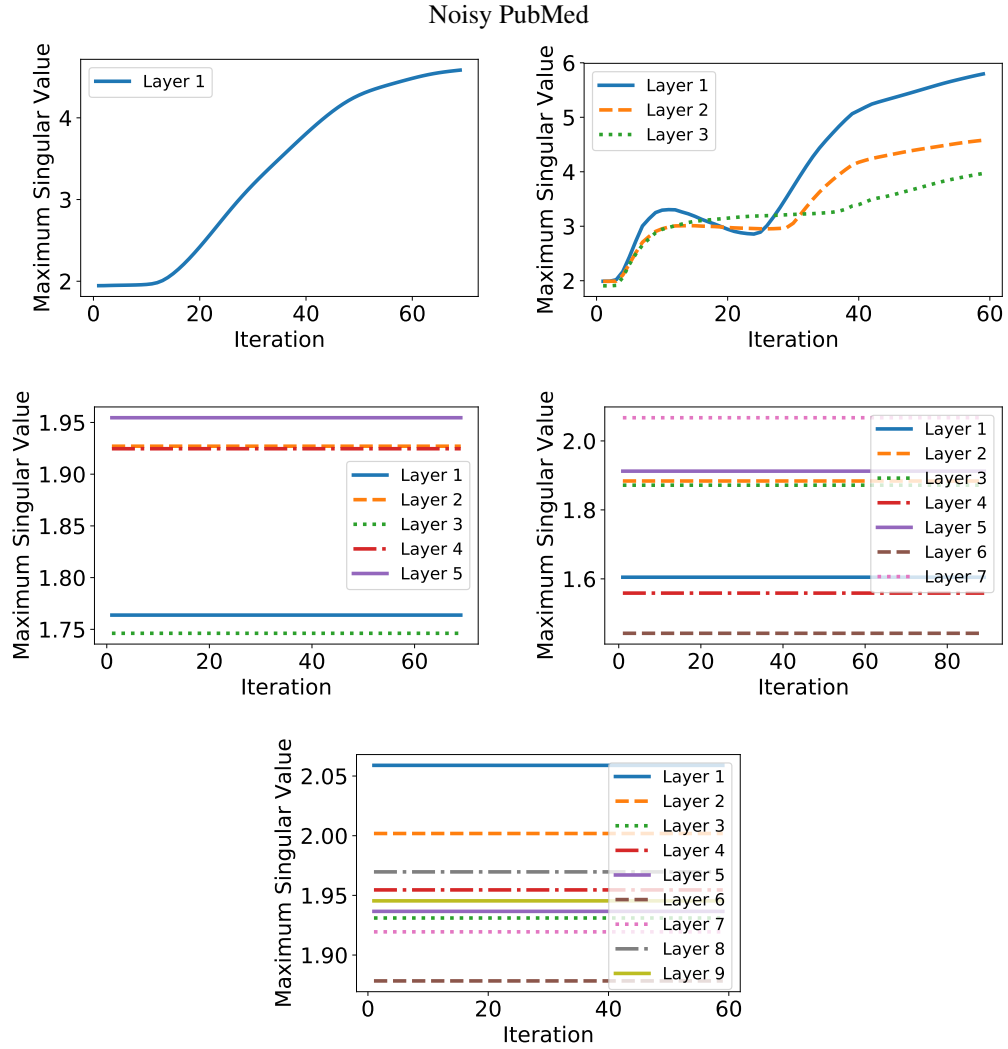 Noisy PubMed
Maximum Singular Value
4
3
2
Layer 1
0 20 40 60
Iteration
Maximum Singular Value
6
5
4
3
2
Layer 1
Layer 2
Layer 3
0 20 40 60
Iteration
Maximum Singular Value
1.95
1.90
1.85
1.80
1.75
Layer 1
Layer 2
Layer 3
Layer 4
Layer 5
0 20 40 60
Iteration
Maximum Singular Value
2.0
1.8
1.6
Layer 1
Layer 2
Layer 3
Layer 4
Layer 5
Layer 6
Layer 7
0 20 40 60 80
Iteration
Maximum Singular Value
2.05
2.00
1.95
1.90
Layer 1
Layer 2
Layer 3
Layer 4
Layer 5
Layer 6
Layer 7
Layer 8
Layer 9
0 20 40 60
Iteration